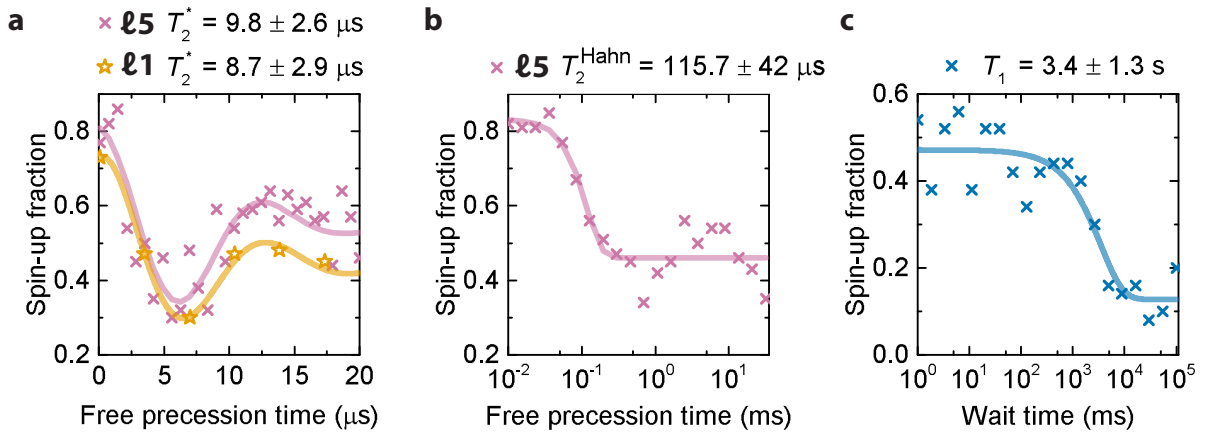 a
× ℓ5 T₂* = 9.8 ± 2.6 μs
☆ ℓ1 T₂* = 8.7 ± 2.9 μs
Spin-up fraction
0.8
0.6
0.4
0.2
0 5 10 15 20
Free precession time (μs)
b
× ℓ5 T₂ᴴᵃʰⁿ = 115.7 ± 42 μs
Spin-up fraction
0.8
0.6
0.4
0.2
10⁻² 10⁻¹ 10⁰ 10¹
Free precession time (ms)
c
× T₁ = 3.4 ± 1.3 s
Spin-up fraction
0.6
0.4
0.2
0.0
10⁰ 10¹ 10² 10³ 10⁴ 10⁵
Wait time (ms)